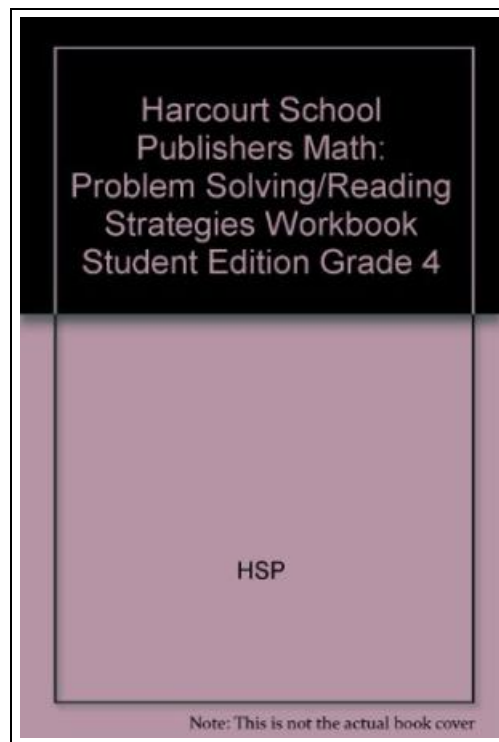 Harcourt School
Publishers Math:
Problem Solving/Reading
Strategies Workbook
Student Edition Grade 4
HSP
Note: This is not the actual book cover